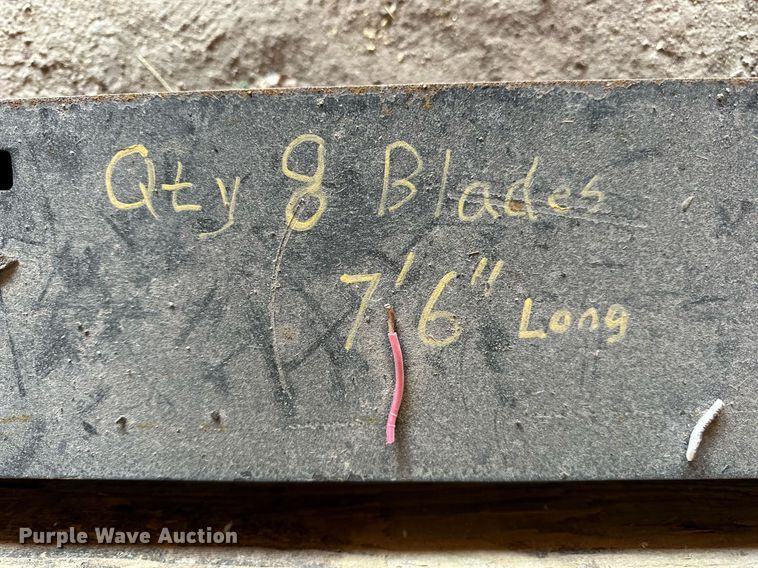 Qty 8 Blades
7'6" Long
Purple Wave Auction